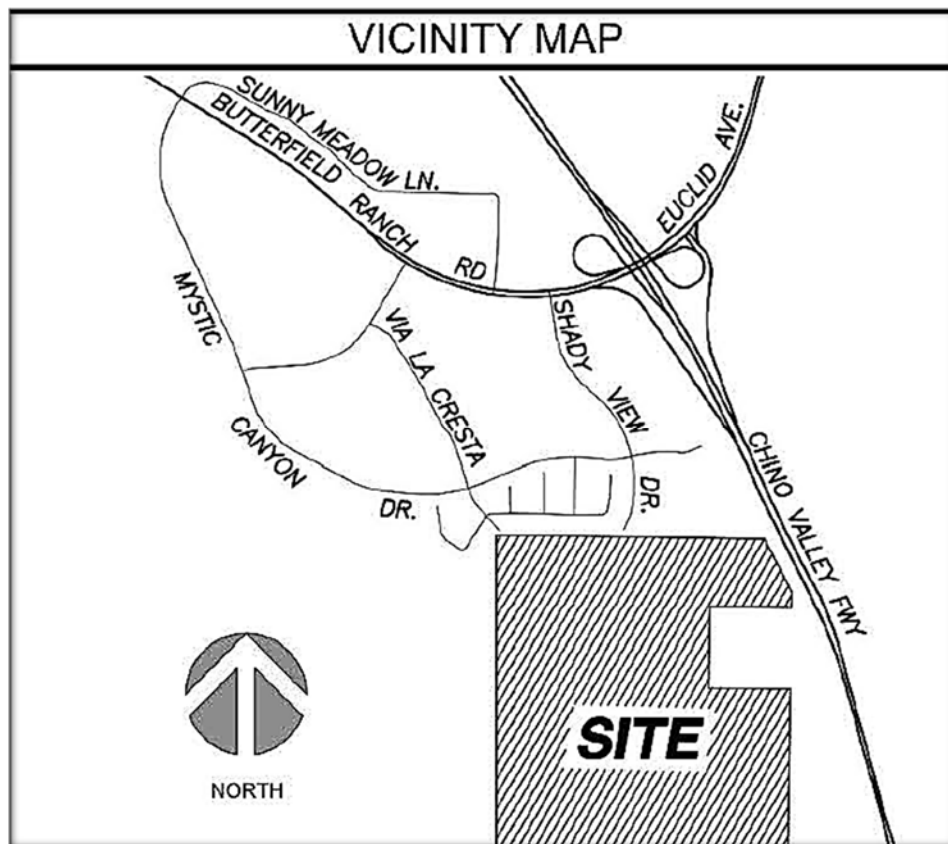 VICINITY MAP
SUNNY MEADOW LN.
BUTTERFIELD RANCH RD
EUCLID AVE.
MYSTIC CANYON DR.
VIA LA CRESTA
SHADY VIEW DR.
CHINO VALLEY FWY
SITE
NORTH